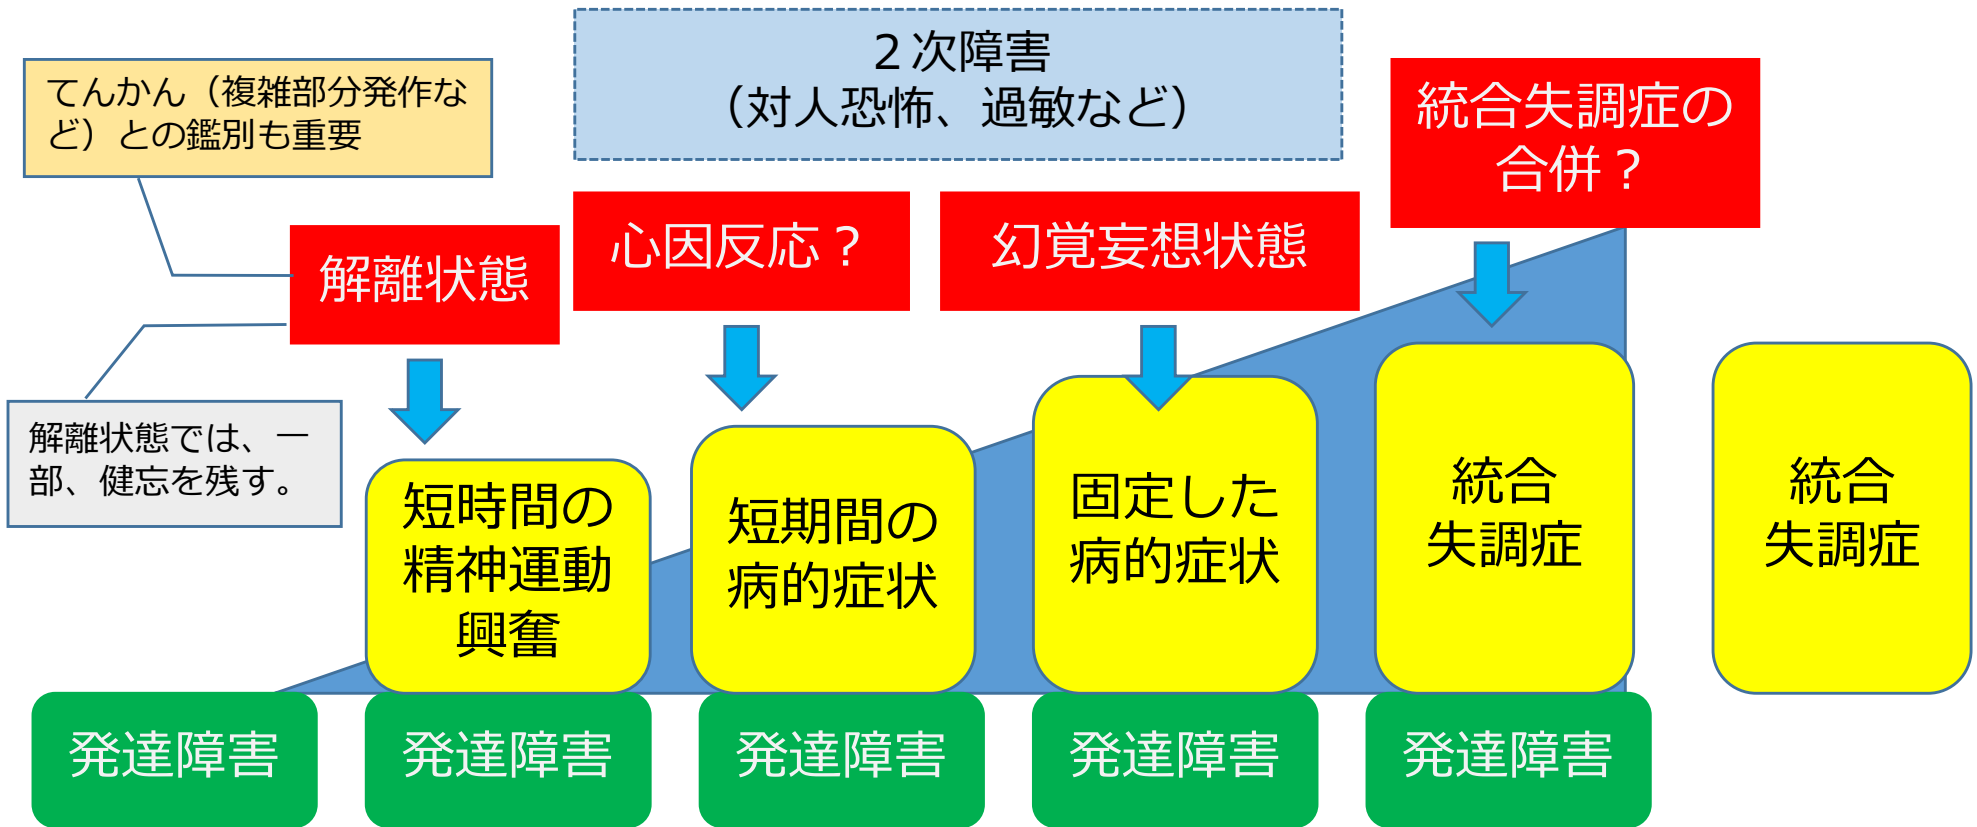 ２次障害
（対人恐怖、過敏など）
てんかん（複雑部分発作な
ど）との鑑別も重要
統合失調症の
合併？
解離状態
心因反応？
幻覚妄想状態
解離状態では、一
部、健忘を残す。
短時間の
精神運動
興奮
短期間の
病的症状
固定した
病的症状
統合
失調症
統合
失調症
発達障害
発達障害
発達障害
発達障害
発達障害